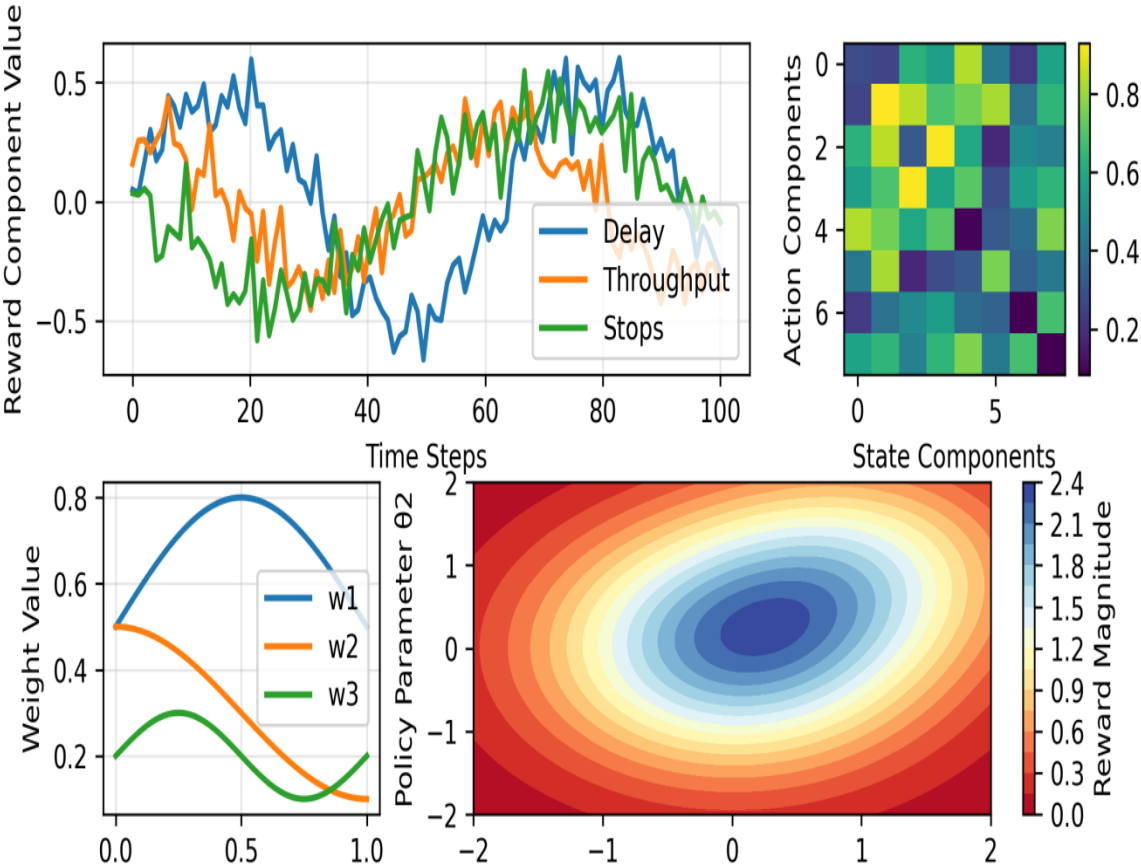 Reward Component Value
0.5
0.0
−0.5
0 20 40 60 80 100
Time Steps
Delay
Throughput
Stops
Action Components
0
2
4
6
0 5
State Components
0.8
0.6
0.4
0.2
Weight Value
0.8
0.6
0.4
0.2
0.0 0.5 1.0
w1
w2
w3
Policy Parameter θ2
2
1
0
−1
−2
−2 −1 0 1 2
2.4
2.1
1.8
1.5
1.2
0.9
0.6
0.3
0.0
Reward Magnitude